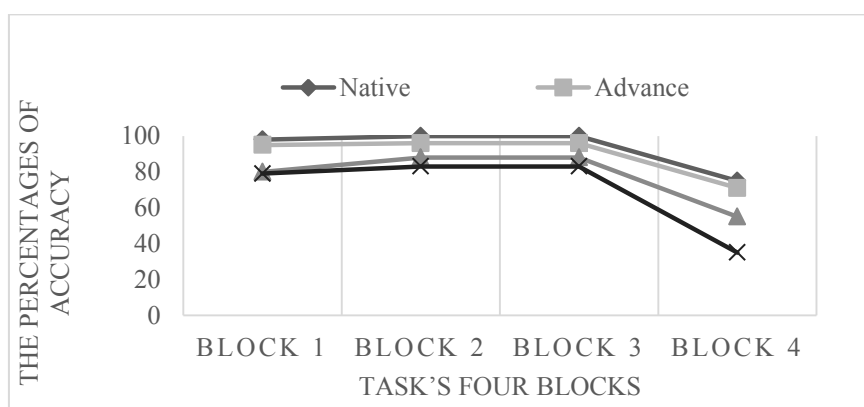 Native Advance
THE PERCENTAGES OF
ACCURACY
100
80
60
40
20
0
BLOCK 1 BLOCK 2 BLOCK 3 BLOCK 4
TASK'S FOUR BLOCKS